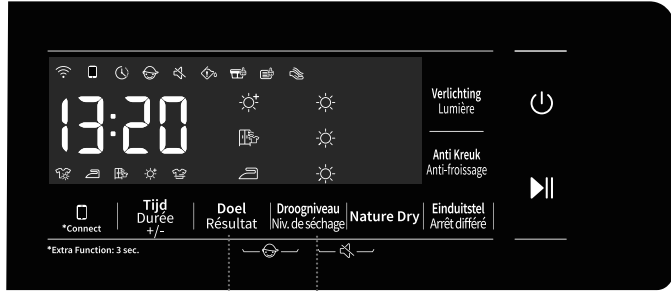 13:20
Verlichting
Lumière
Anti Kreuk
Anti-froissage
*Connect
Tijd
Durée
+/-
Doel
Résultat
Droogniveau
Niv. de séchage
Nature Dry
Einduitstel
Arrêt différé
*Extra Function: 3 sec.